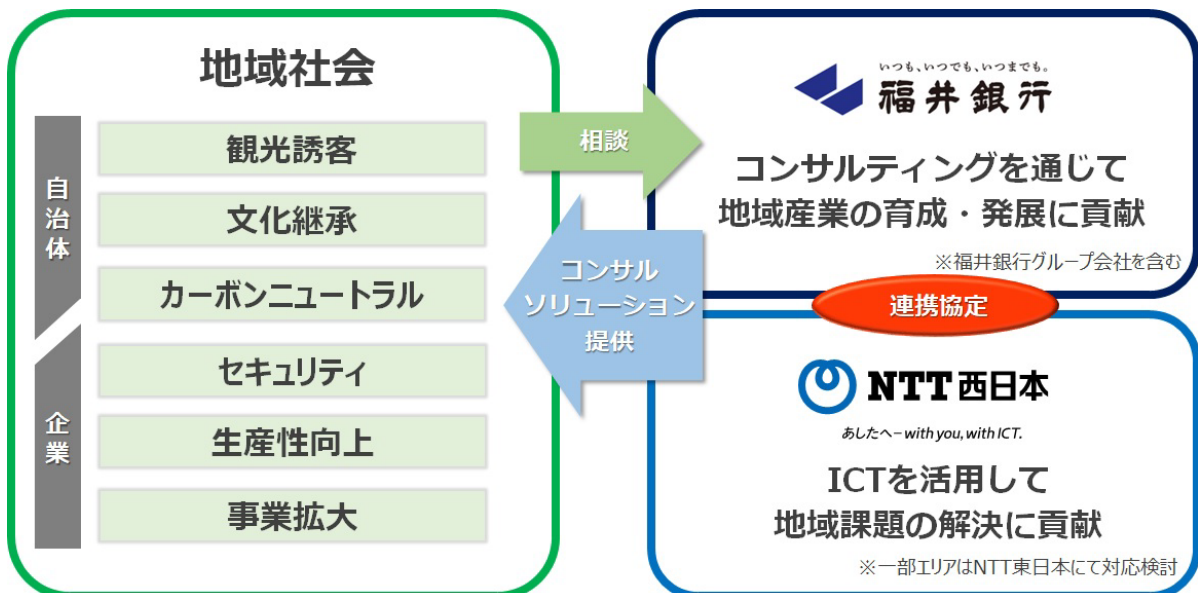 地域社会
自治体
観光誘客
文化継承
カーボンニュートラル
企業
セキュリティ
生産性向上
事業拡大
相談
コンサル
ソリューション
提供
いつも、いつでも、いつまでも。
福井銀行
コンサルティングを通じて
地域産業の育成・発展に貢献
※福井銀行グループ会社を含む
連携協定
NTT西日本
あしたへ–with you, with ICT.
ICTを活用して
地域課題の解決に貢献
※一部エリアはNTT東日本にて対応検討